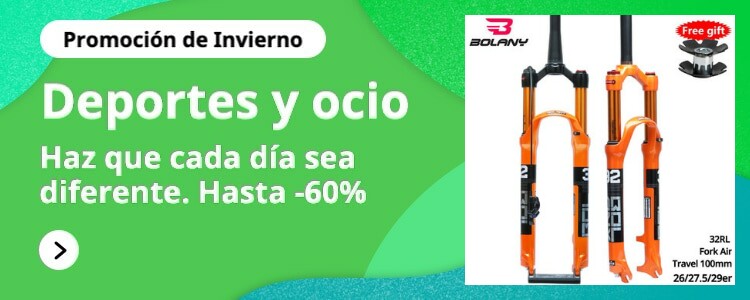 Promoción de Invierno
Deportes y ocio
Haz que cada día sea
diferente. Hasta -60%
BOLANY
Free gift
32RL
Fork Air
Travel 100mm
26/27.5/29er